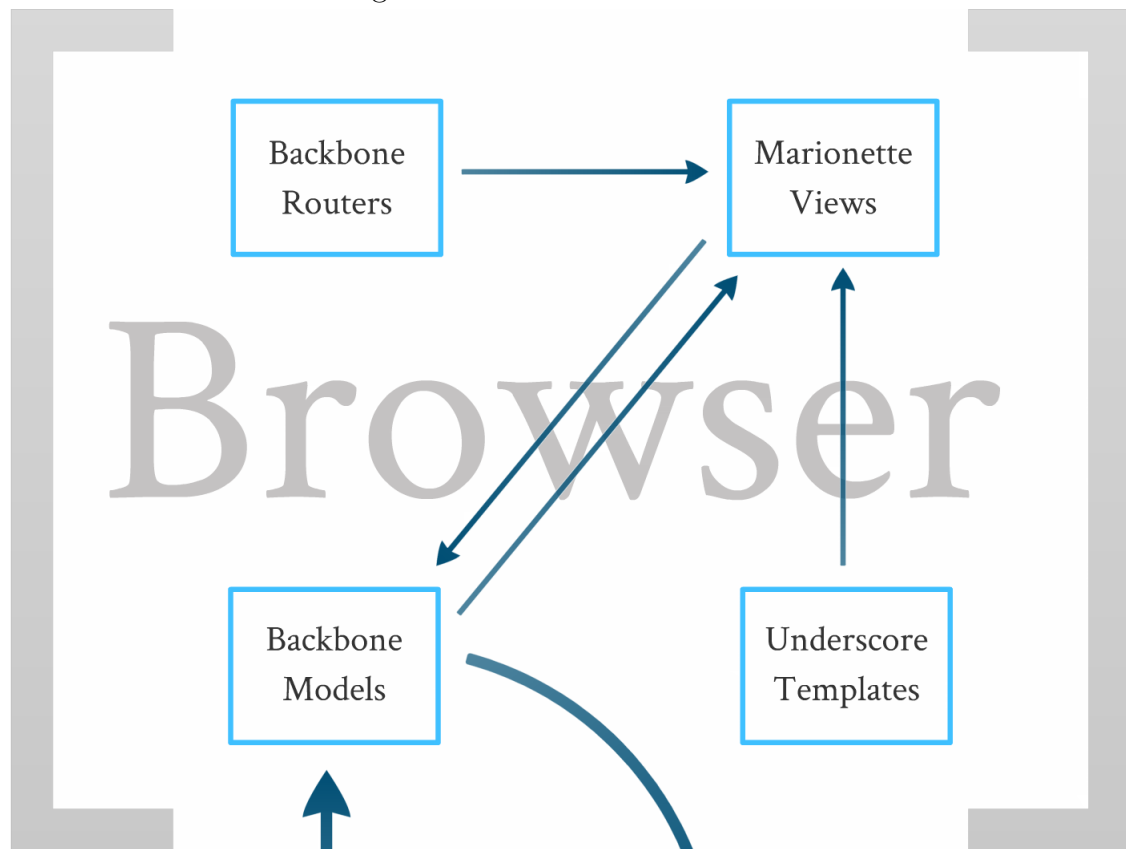 Backbone
Routers
Marionette
Views
Browser
Backbone
Models
Underscore
Templates